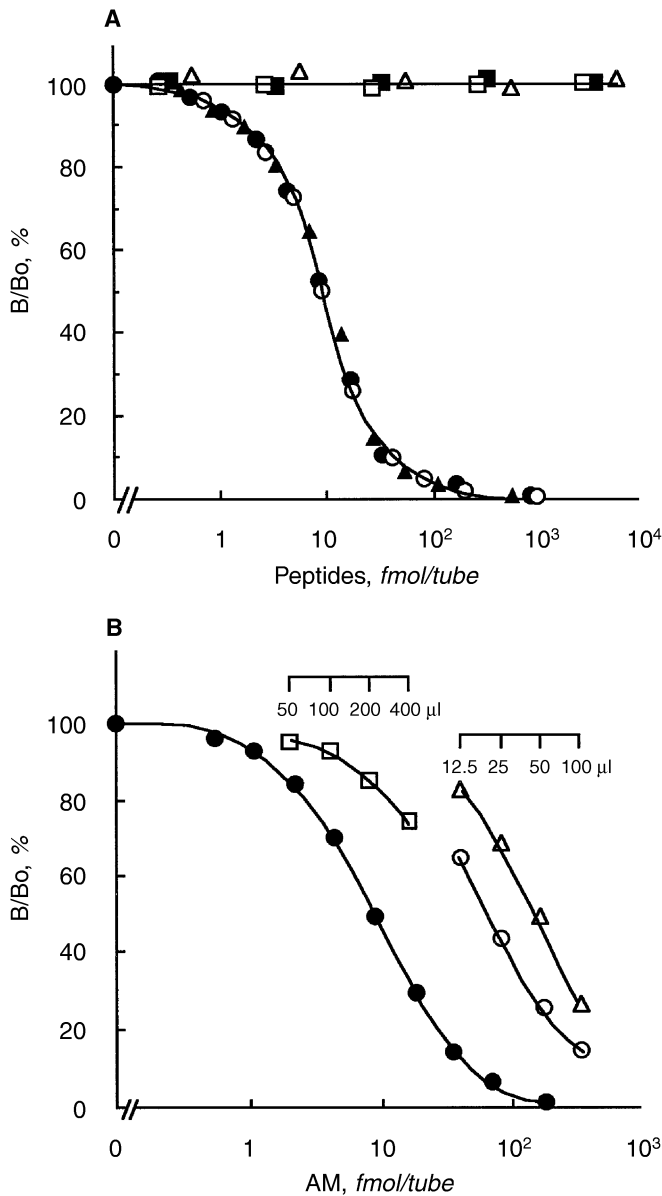 A
100
80
60
40
20
0
B/Bo, %
0 1 10 10² 10³ 10⁴
Peptides, fmol/tube
B
50 100 200 400 µl
12.5 25 50 100 µl
100
80
60
40
20
0
B/Bo, %
0 1 10 10² 10³
AM, fmol/tube